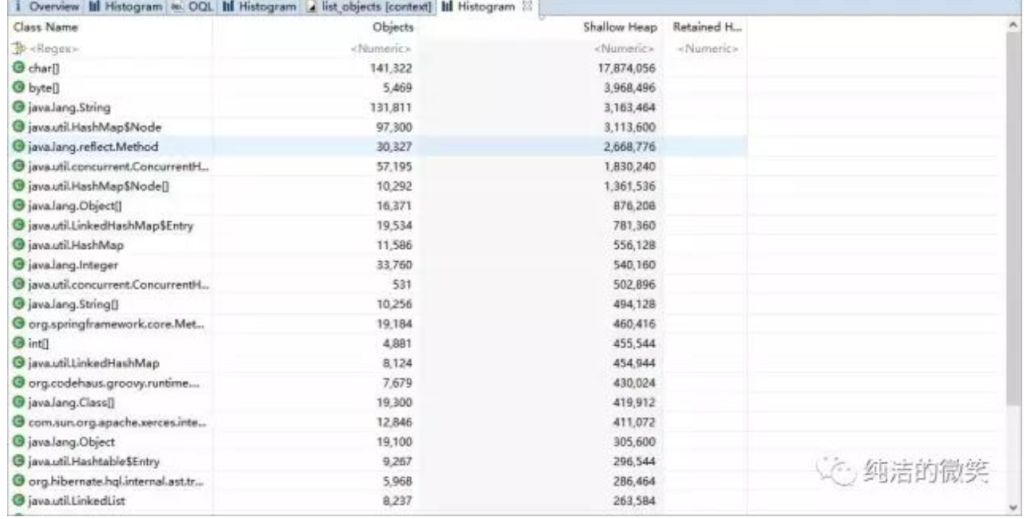 i Overview Histogram OQL Histogram list_objects [context] Histogram
Class Name Objects Shallow Heap Retained H...
<Regex> <Numeric> <Numeric> <Numeric>
char[] 141,322 17,874,056
byte[] 5,469 3,968,496
java.lang.String 131,811 3,163,464
java.util.HashMap$Node 97,300 3,113,600
java.lang.reflect.Method 30,327 2,668,776
java.util.concurrent.ConcurrentH... 57,195 1,830,240
java.util.HashMap$Node[] 10,292 1,361,536
java.lang.Object[] 16,371 876,208
java.util.LinkedHashMap$Entry 19,534 781,360
java.util.HashMap 11,586 556,128
java.lang.Integer 33,760 540,160
java.util.concurrent.ConcurrentH... 531 502,896
java.lang.String[] 10,256 494,128
org.springframework.core.Met... 19,184 460,416
int[] 4,881 455,544
java.util.LinkedHashMap 8,124 454,944
org.codehaus.groovy.runtime.... 7,679 430,024
java.lang.Class[] 19,300 419,912
com.sun.org.apache.xerces.inte... 12,846 411,072
java.lang.Object 19,100 305,600
java.util.Hashtable$Entry 9,267 296,544
org.hibernate.hql.internal.ast.tr... 5,968 286,464
java.util.LinkedList 8,237 263,584
纯洁的微笑